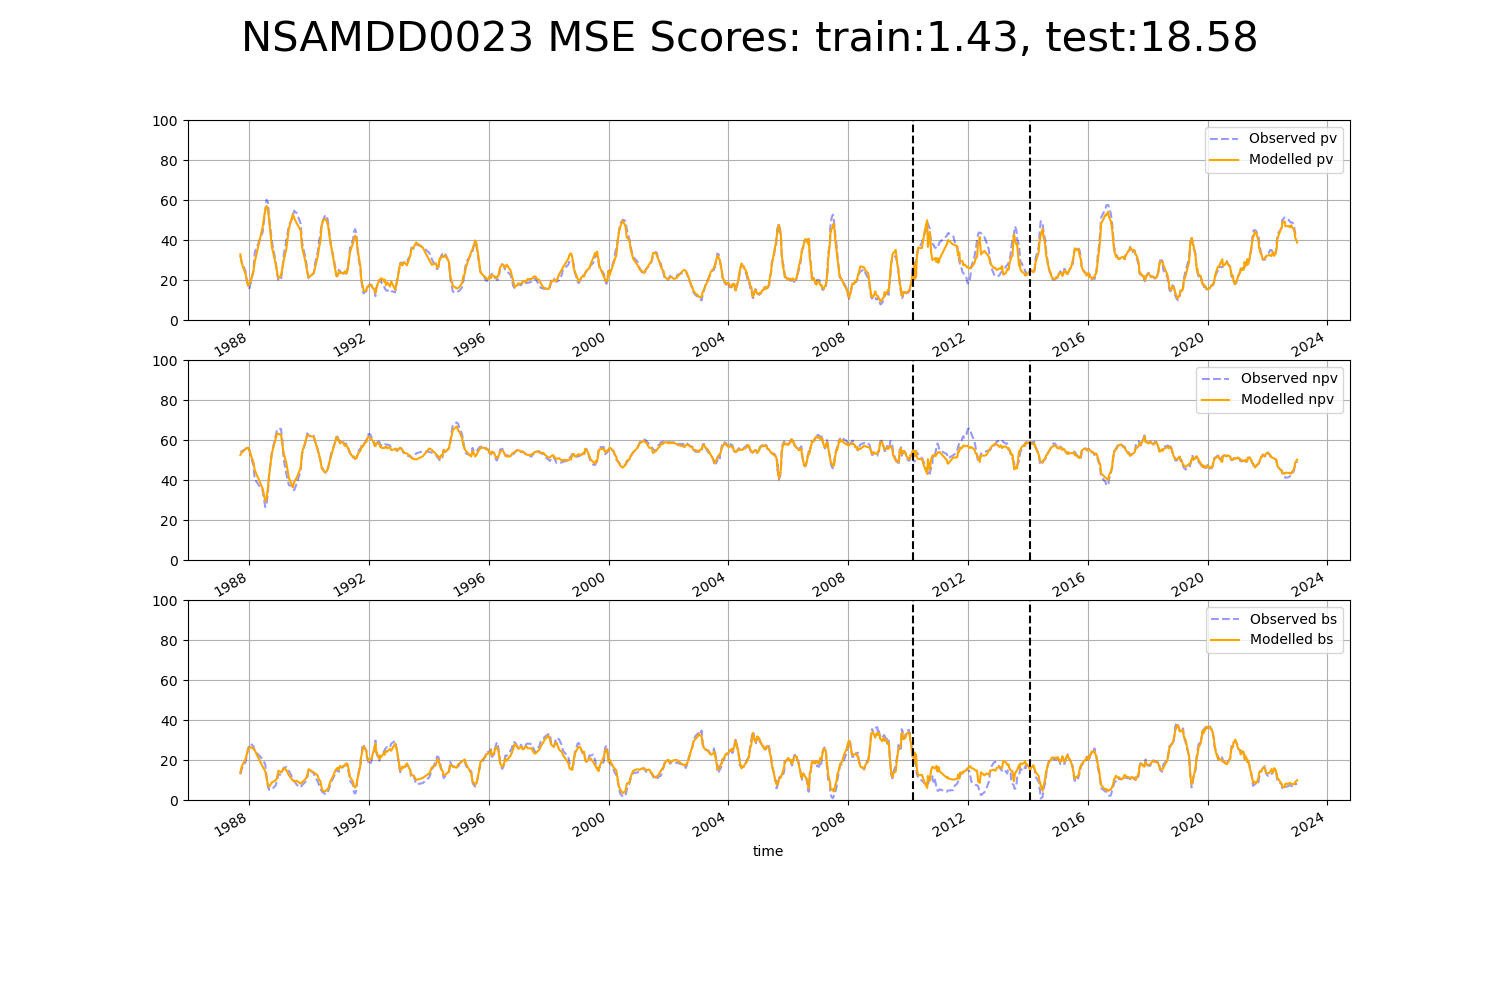 NSAMDD0023 MSE Scores: train:1.43, test:18.58
100
80
60
40
20
0
Observed pv
Modelled pv
1988 1992 1996 2000 2004 2008 2012 2016 2020 2024
100
80
60
40
20
0
Observed npv
Modelled npv
1988 1992 1996 2000 2004 2008 2012 2016 2020 2024
100
80
60
40
20
0
Observed bs
Modelled bs
1988 1992 1996 2000 2004 2008 2012 2016 2020 2024
time